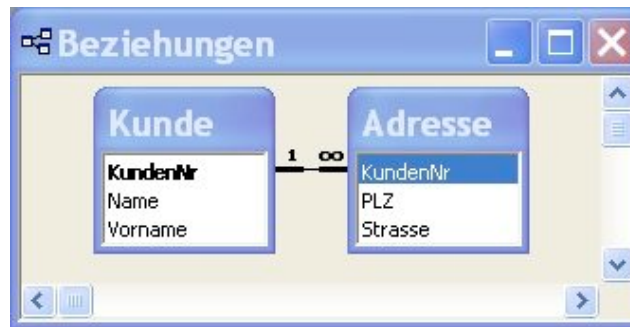 Beziehungen
Kunde
KundenNr
Name
Vorname
1 ∞
Adresse
KundenNr
PLZ
Strasse